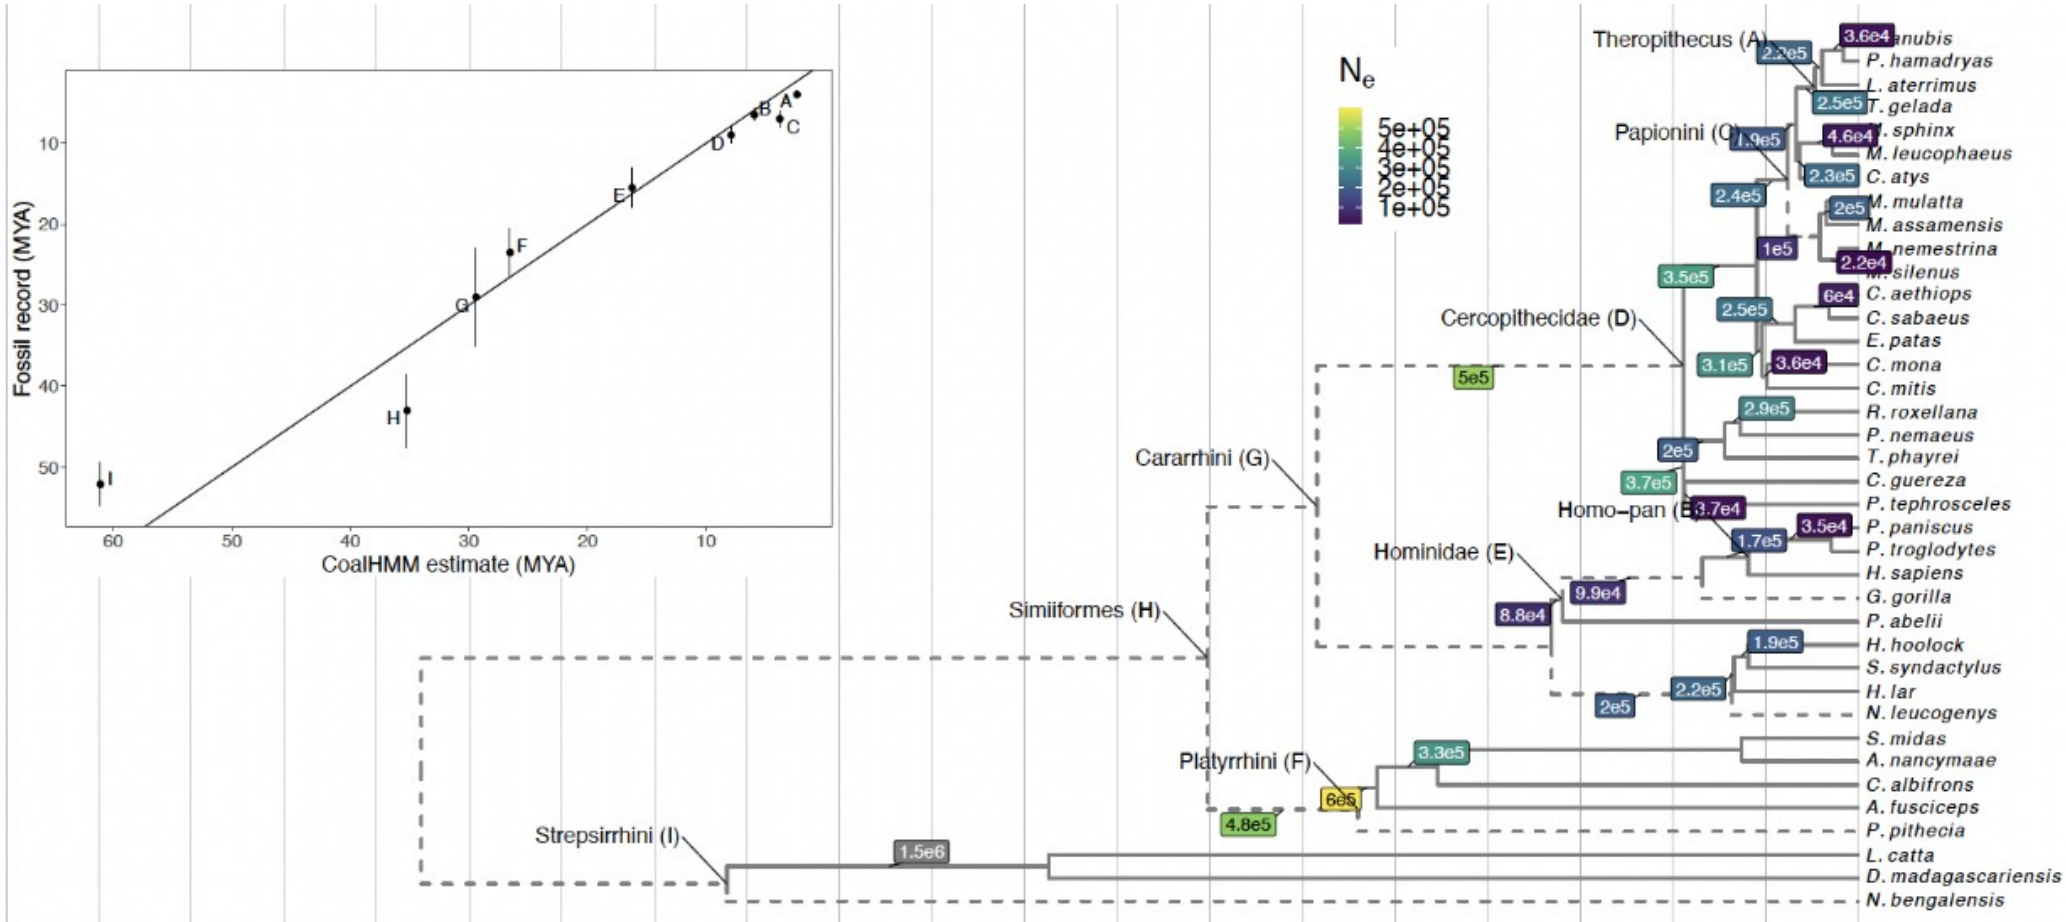 Fossil record (MYA)
10
20
30
40
50
A
B
C
D
E
F
G
H
I
60
50
40
30
20
10
CoalHMM estimate (MYA)
Ne
5e+05
4e+05
3e+05
2e+05
1e+05
Theropithecus (A)
Papionini (C)
Cercopithecidae (D)
Cararrhini (G)
Homo-pan (B)
Hominidae (E)
Simiiformes (H)
Platyrrhini (F)
Strepsirrhini (I)
3.6e4
2.2e5
2.5e5
1.9e5
4.6e4
2.3e5
2.4e5
2e5
1e5
2.2e4
3.5e5
6e4
2.5e5
3.1e5
3.6e4
5e5
2.9e5
2e5
3.7e5
3.7e4
3.5e4
1.7e5
9.9e4
8.8e4
1.9e5
2.2e5
2e5
3.3e5
6e5
4.8e5
1.5e6
anubis
P. hamadryas
L. aterrimus
T. gelada
. sphinx
M. leucophaeus
C. atys
M. mulatta
M. assamensis
M. nemestrina
M. silenus
C. aethiops
C. sabaeus
E. patas
C. mona
C. mitis
R. roxellana
P. nemaeus
T. phayrei
C. guereza
P. tephrosceles
P. paniscus
P. troglodytes
H. sapiens
G. gorilla
P. abelii
H. hoolock
S. syndactylus
H. lar
N. leucogenys
S. midas
A. nancymaae
C. albifrons
A. fusciceps
P. pithecia
L. catta
D. madagascariensis
N. bengalensis